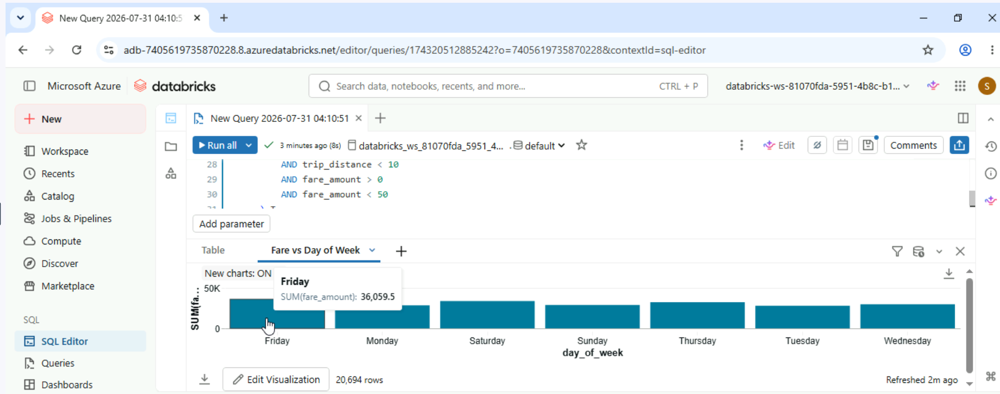 New Query 2026-07-31 04:10:5
adb-7405619735870228.8.azuredatabricks.net/editor/queries/174320512885242?o=7405619735870228&contextId=sql-editor
Microsoft Azure databricks
Search data, notebooks, recents, and more... CTRL + P
databricks-ws-81070fda-5951-4b8c-b1... S
New
Workspace
Recents
Catalog
Jobs & Pipelines
Compute
Discover
Marketplace
SQL
SQL Editor
Queries
Dashboards
New Query 2026-07-31 04:10:51
Run all 3 minutes ago (8s) databricks_ws_81070fda_5951_4... . default Edit Comments
28 AND trip_distance < 10
29 AND fare_amount > 0
30 AND fare_amount < 50
31 ) T
Add parameter
Table Fare vs Day of Week
New charts: ON
Friday
SUM(fare_amount): 36,059.5
SUM(fa...
50K
0
Friday Monday Saturday Sunday Thursday Tuesday Wednesday
day_of_week
Edit Visualization 20,694 rows Refreshed 2m ago